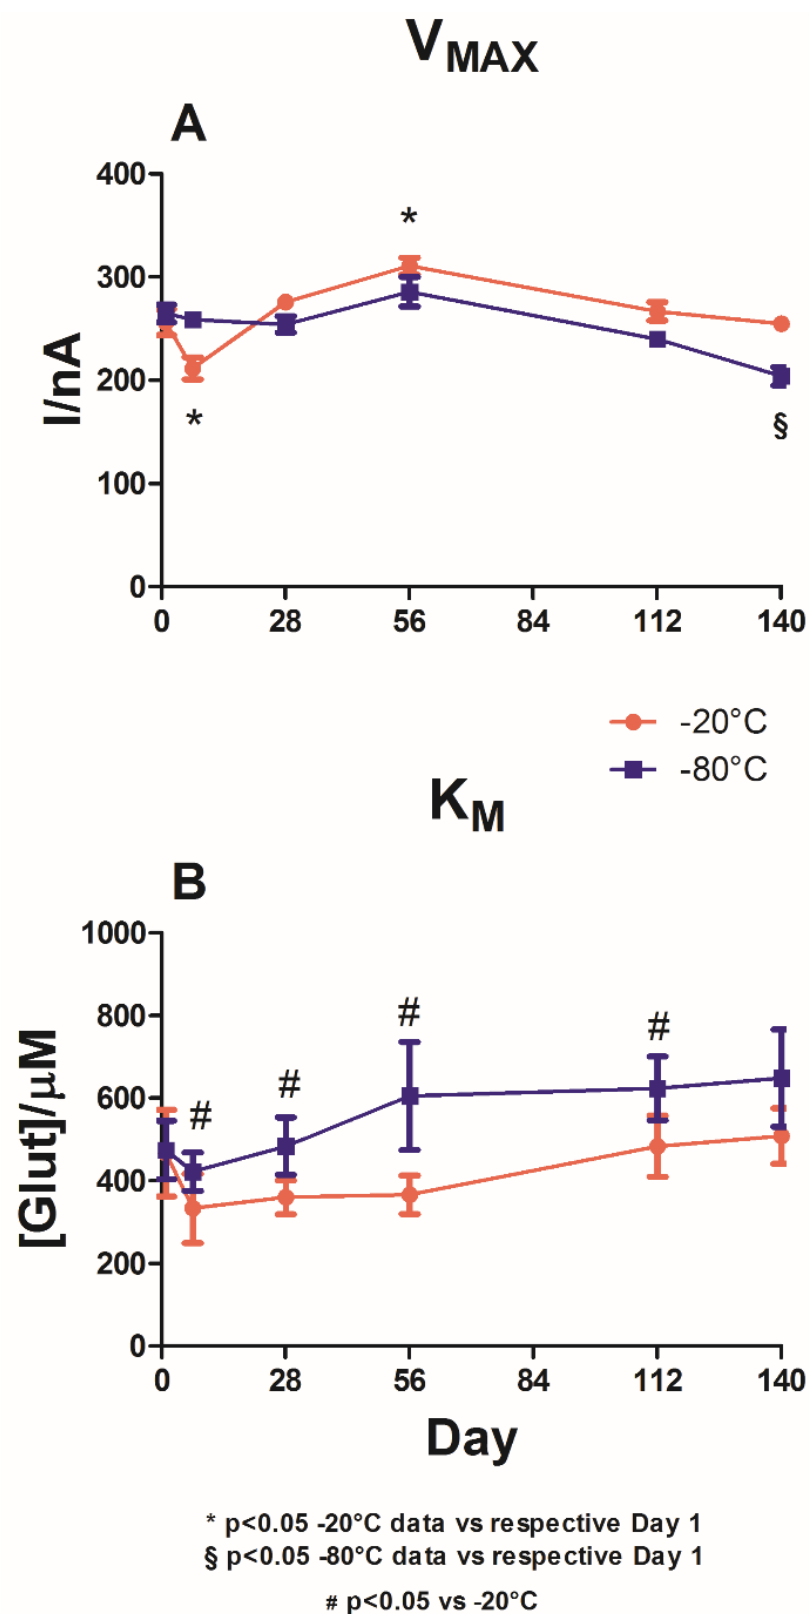 VMAX
A
400
300
200
100
0
I/nA
*
*
§
0 28 56 84 112 140
-20°C
-80°C
KM
B
1000
800
600
400
200
0
[Glut]/μM
# # # #
0 28 56 84 112 140
Day
* p<0.05 -20°C data vs respective Day 1
§ p<0.05 -80°C data vs respective Day 1
# p<0.05 vs -20°C